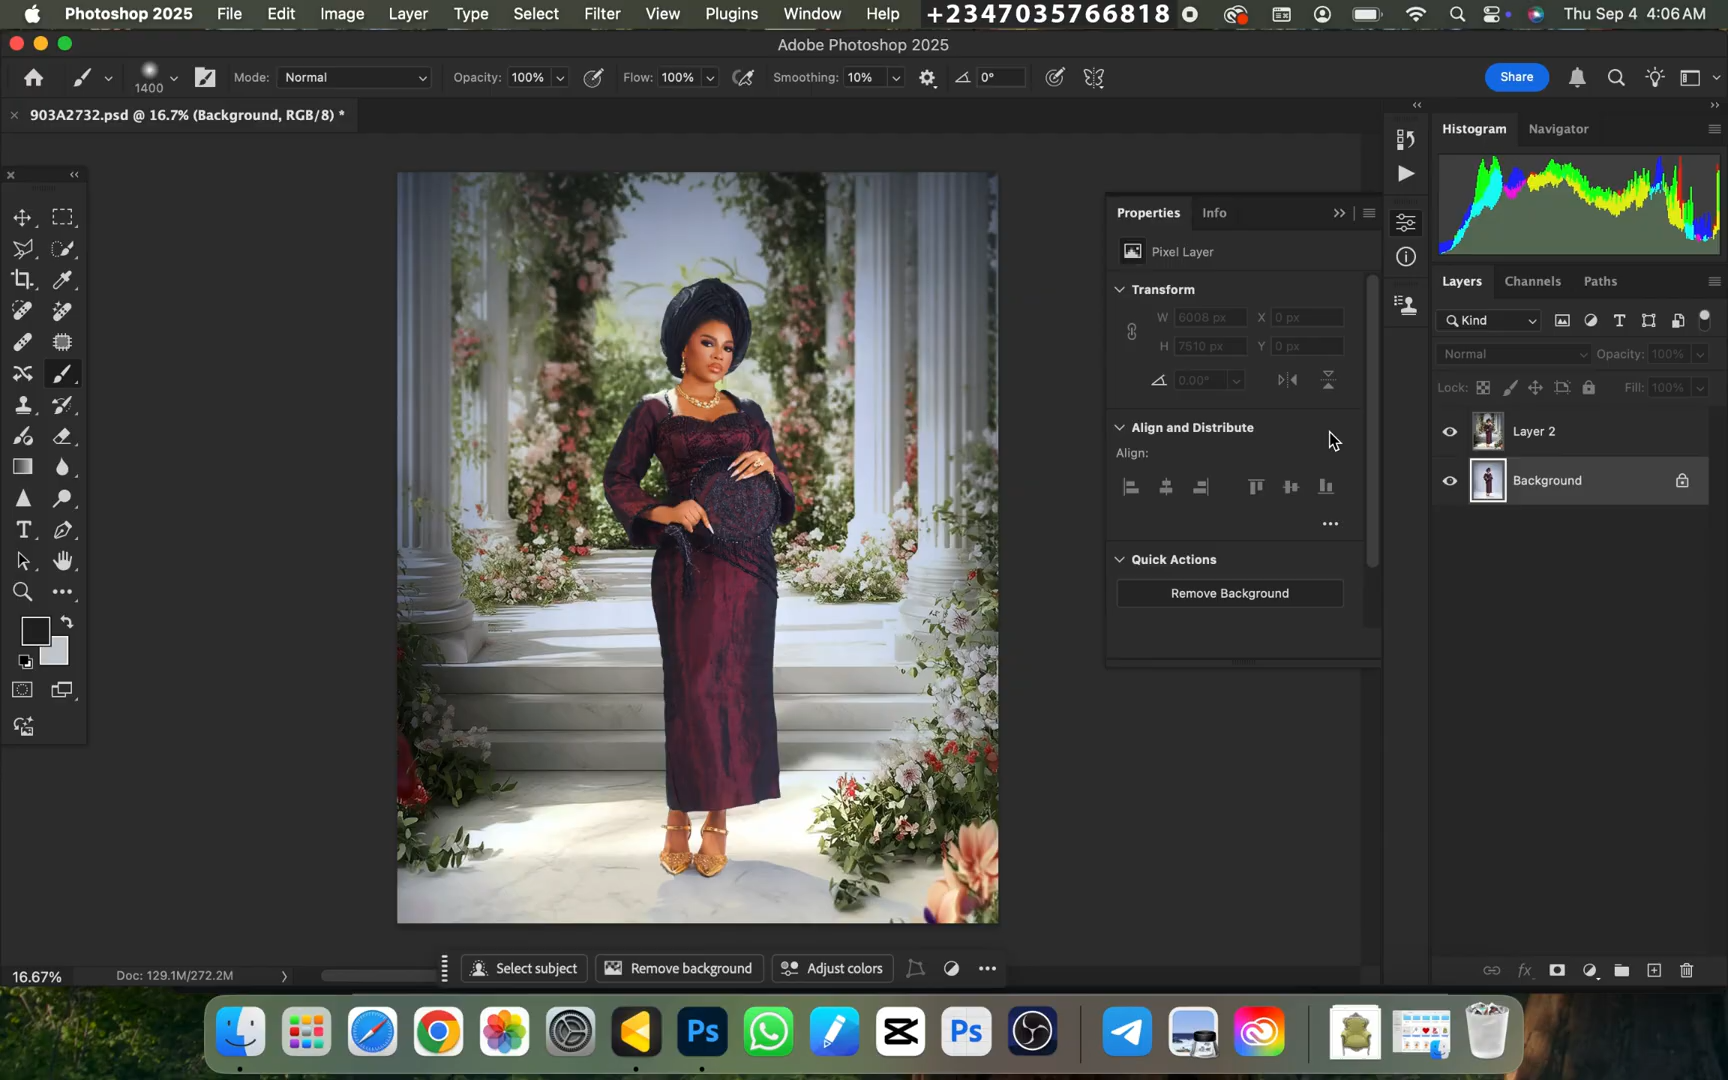 Photoshop 2025 File Edit Image Layer Type Select Filter View Plugins Window Help +2347035766818 Thu Sep 4 4:06 AM
Adobe Photoshop 2025
1400 Mode: Normal Opacity: 100% Flow: 100% Smoothing: 10% 0° Share
× 903A2732.psd @ 16.7% (Background, RGB/8) *
Histogram Navigator
Properties Info
Pixel Layer
Transform
W 6008 px X 0 px
H 7510 px Y 0 px
0.00°
Align and Distribute
Align:
Quick Actions
Remove Background
Layers Channels Paths
Kind
Normal Opacity: 100%
Lock: Fill: 100%
Layer 2
Background
16.67% Doc: 129.1M/272.2M
Select subject Remove background Adjust colors
Ps Ps